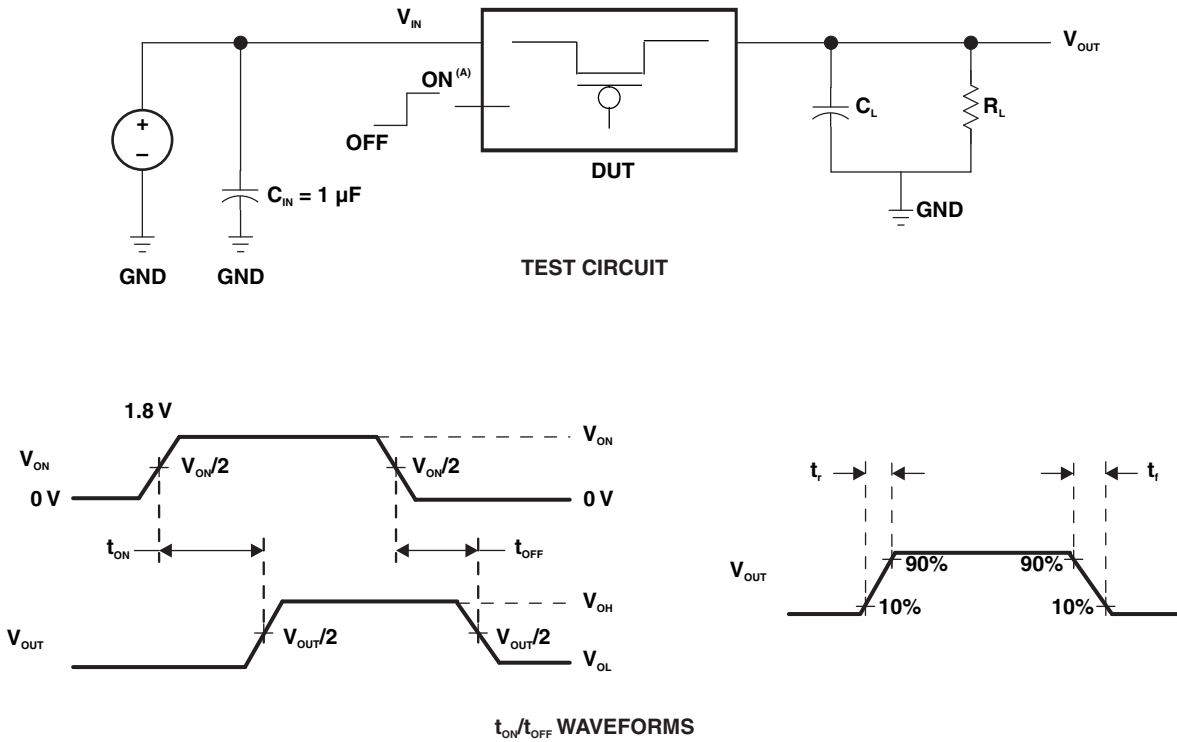 V_IN
V_OUT
ON (A)
OFF
+
–
C_IN = 1 µF
DUT
C_L
R_L
GND
GND
GND
TEST CIRCUIT
1.8 V
V_ON
V_ON
V_ON/2
V_ON/2
0 V
0 V
t_ON
t_OFF
V_OH
V_OUT
V_OUT/2
V_OUT/2
V_OL
t_r
t_f
V_OUT
90%
90%
10%
10%
t_ON/t_OFF WAVEFORMS